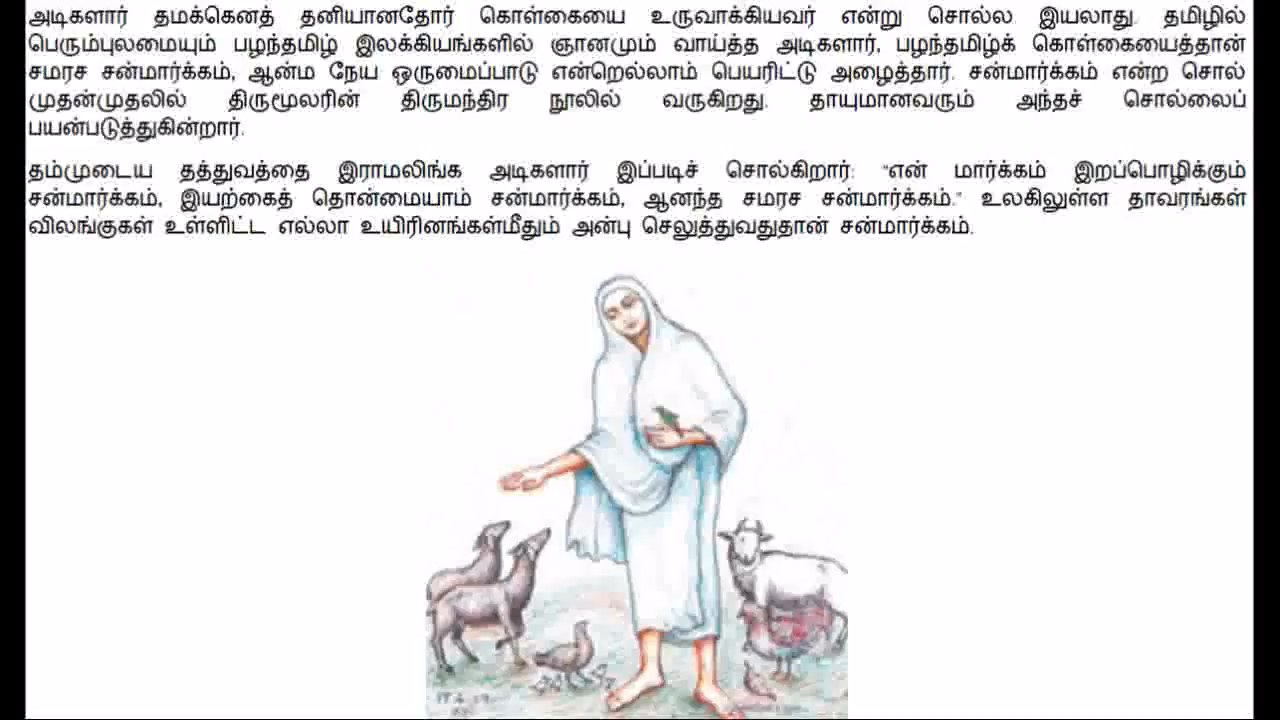 அடிகளார் தமக்கெனத் தனியானதோர் கொள்கையை உருவாக்கியவர் என்று சொல்ல இயலாது. தமிழில்
பெரும்புலமையும் பழந்தமிழ் இலக்கியங்களில் ஞானமும் வாய்த்த அடிகளார், பழந்தமிழ்க் கொள்கையைத்தான்
சமரச சன்மார்க்கம், ஆன்ம நேய ஒருமைப்பாடு என்றெல்லாம் பெயரிட்டு அழைத்தார். சன்மார்க்கம் என்ற சொல்
முதன்முதலில் திருமூலரின் திருமந்திர நூலில் வருகிறது. தாயுமானவரும் அந்தச் சொல்லைப்
பயன்படுத்துகின்றார்.
தம்முடைய தத்துவத்தை இராமலிங்க அடிகளார் இப்படிச் சொல்கிறார்: “என் மார்க்கம் இறப்பொழிக்கும்
சன்மார்க்கம், இயற்கைத் தொன்மையாம் சன்மார்க்கம், ஆனந்த சமரச சன்மார்க்கம்.” உலகிலுள்ள தாவரங்கள்
விலங்குகள் உள்ளிட்ட எல்லா உயிரினங்கள்மீதும் அன்பு செலுத்துவதுதான் சன்மார்க்கம்.